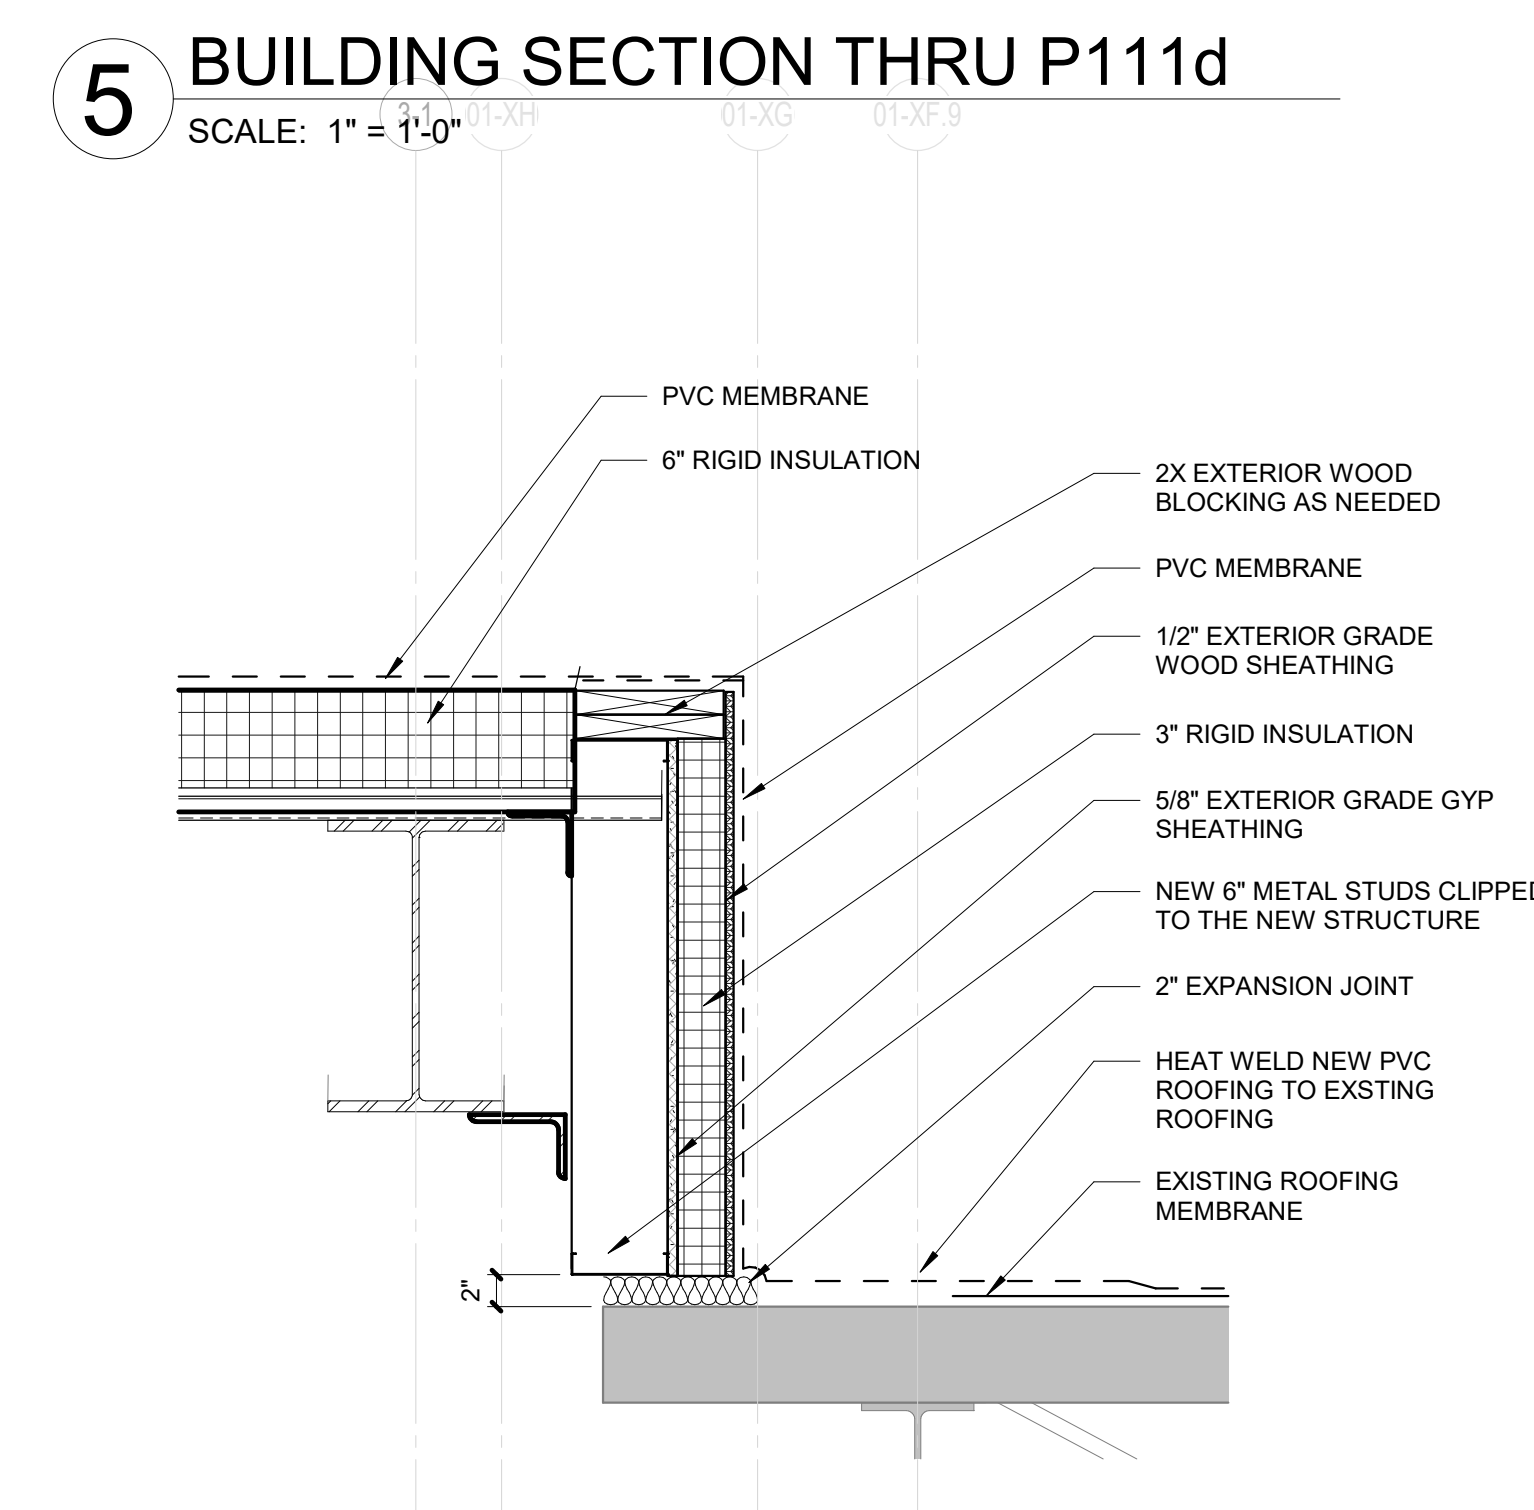 5
BUILDING SECTION THRU P111d
SCALE: 1" = 1'-0"
3-1
01-XH
01-XG
01-XF.9
PVC MEMBRANE
6" RIGID INSULATION
2X EXTERIOR WOOD
BLOCKING AS NEEDED
PVC MEMBRANE
1/2" EXTERIOR GRADE
WOOD SHEATHING
3" RIGID INSULATION
5/8" EXTERIOR GRADE GYP
SHEATHING
NEW 6" METAL STUDS CLIPPED
TO THE NEW STRUCTURE
2" EXPANSION JOINT
HEAT WELD NEW PVC
ROOFING TO EXSTING
ROOFING
EXISTING ROOFING
MEMBRANE
2"